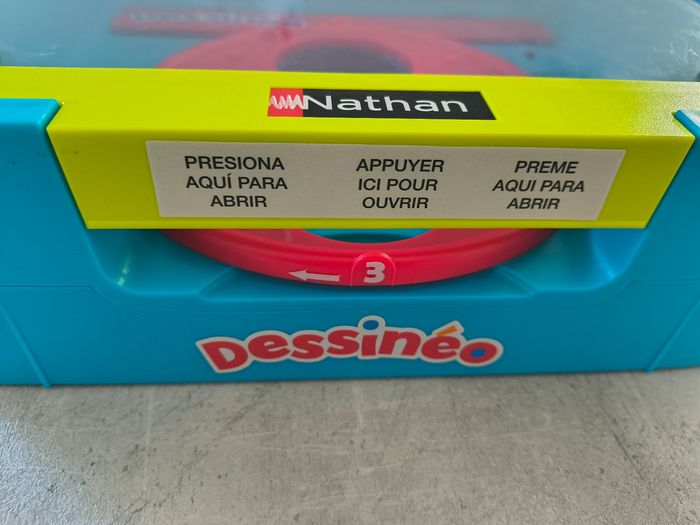 Nathan
PRESIONA
AQUÍ PARA
ABRIR
APPUYER
ICI POUR
OUVRIR
PREME
AQUI PARA
ABRIR
3
Dessinéo